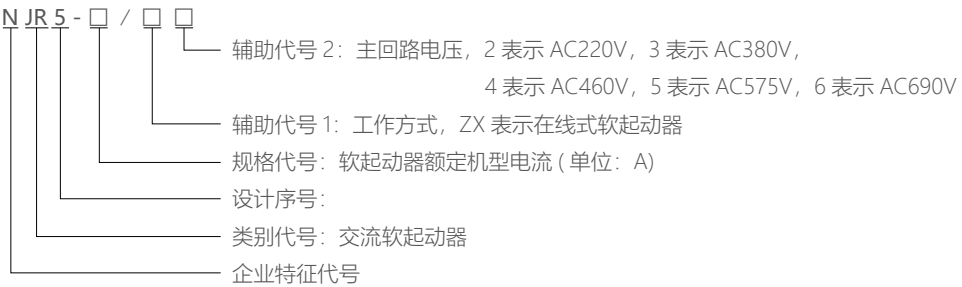 N JR 5 - □ / □ □
辅助代号 2：主回路电压，2 表示 AC220V，3 表示 AC380V，
4 表示 AC460V，5 表示 AC575V，6 表示 AC690V
辅助代号 1：工作方式，ZX 表示在线式软起动器
规格代号：软起动器额定机型电流 ( 单位：A)
设计序号：
类别代号：交流软起动器
企业特征代号